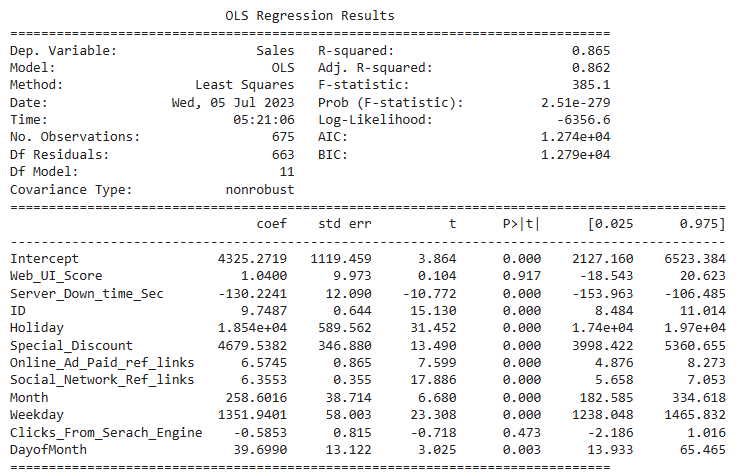 OLS Regression Results
==============================================================================
Dep. Variable:                  Sales   R-squared:                       0.865
Model:                            OLS   Adj. R-squared:                  0.862
Method:                 Least Squares   F-statistic:                     385.1
Date:                Wed, 05 Jul 2023   Prob (F-statistic):          2.51e-279
Time:                        05:21:06   Log-Likelihood:                -6356.6
No. Observations:                 675   AIC:                         1.274e+04
Df Residuals:                     663   BIC:                         1.279e+04
Df Model:                          11
Covariance Type:            nonrobust
=============================================================================================
                                coef    std err          t      P>|t|      [0.025      0.975]
---------------------------------------------------------------------------------------------
Intercept                  4325.2719   1119.459      3.864      0.000    2127.160    6523.384
Web_UI_Score                  1.0400      9.973      0.104      0.917     -18.543      20.623
Server_Down_time_Sec       -130.2241     12.090    -10.772      0.000    -153.963    -106.485
ID                            9.7487      0.644     15.130      0.000       8.484      11.014
Holiday                    1.854e+04    589.562     31.452      0.000    1.74e+04    1.97e+04
Special_Discount           4679.5382    346.880     13.490      0.000    3998.422    5360.655
Online_Ad_Paid_ref_links      6.5745      0.865      7.599      0.000       4.876       8.273
Social_Network_Ref_links      6.3553      0.355     17.886      0.000       5.658       7.053
Month                       258.6016     38.714      6.680      0.000     182.585     334.618
Weekday                    1351.9401     58.003     23.308      0.000    1238.048    1465.832
Clicks_From_Serach_Engine    -0.5853      0.815     -0.718      0.473      -2.186       1.016
DayofMonth                   39.6990     13.122      3.025      0.003      13.933      65.465
==============================================================================